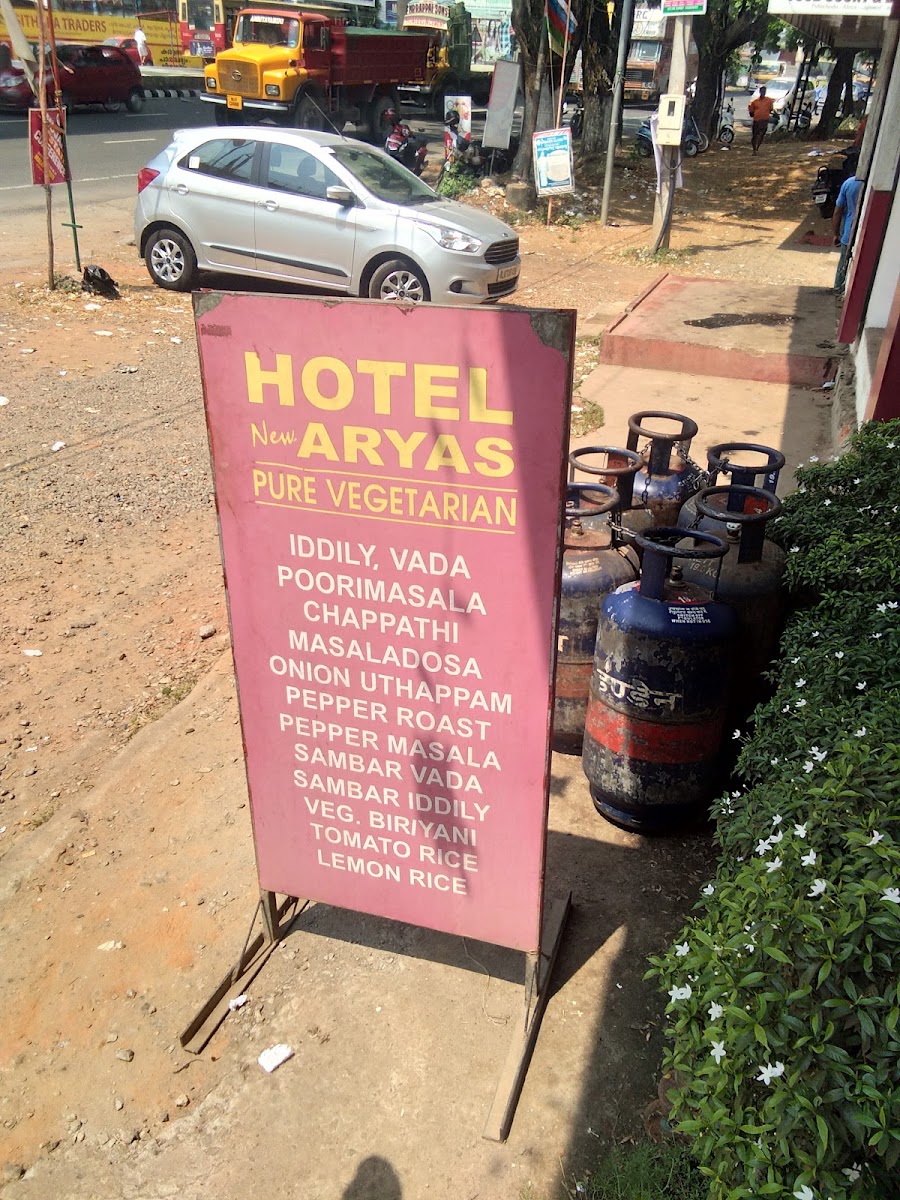 HOTEL
New ARYAS
PURE VEGETARIAN
IDDILY, VADA
POORIMASALA
CHAPPATHI
MASALADOSA
ONION UTHAPPAM
PEPPER ROAST
PEPPER MASALA
SAMBAR VADA
SAMBAR IDDILY
VEG. BIRIYANI
TOMATO RICE
LEMON RICE
TRADERS
इण्डेन